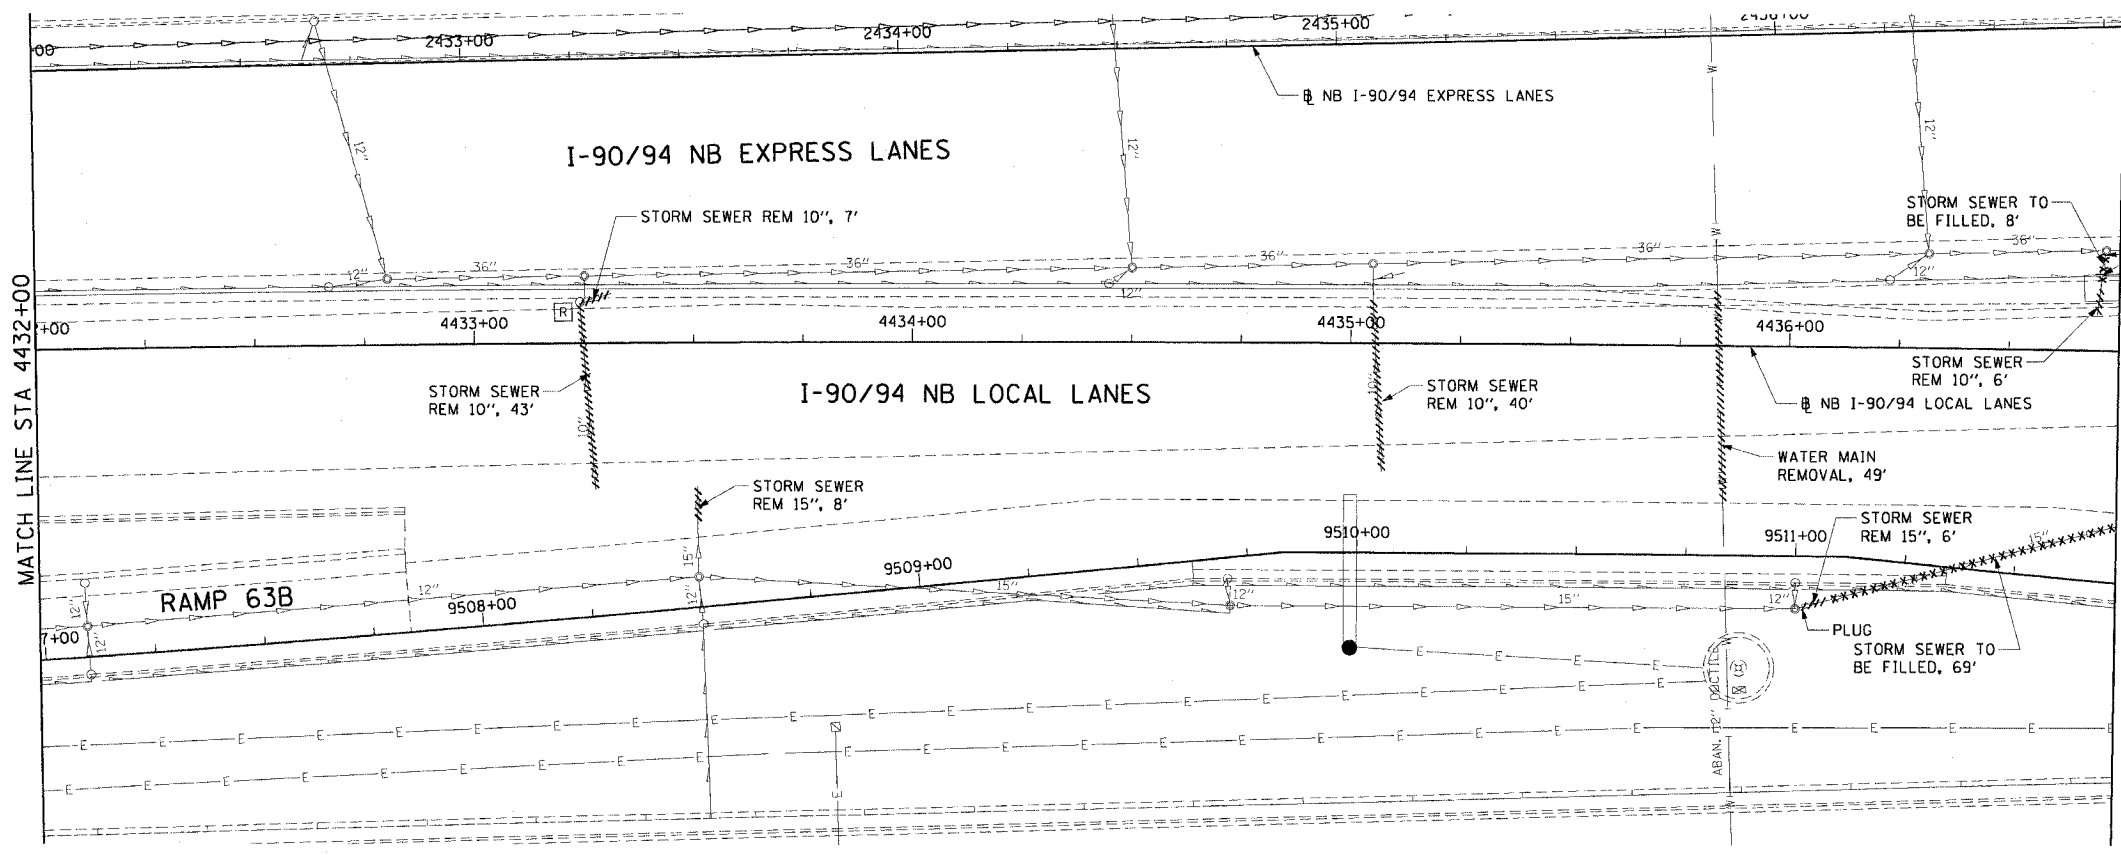 2435+00
2433+00
2434+00
℄ NB I-90/94 EXPRESS LANES
W
12"
12"
12"
I-90/94 NB EXPRESS LANES
STORM SEWER REM 10", 7'
STORM SEWER TO
BE FILLED, 8'
W
36"
36"
36"
36"
36"
12"
12"
12"
R
+00
4433+00
4434+00
4435+00
4436+00
MATCH LINE STA 4432+00
STORM SEWER
REM 10", 43'
10"
I-90/94 NB LOCAL LANES
10"
STORM SEWER
REM 10", 40'
STORM SEWER
REM 10", 6'
℄ NB I-90/94 LOCAL LANES
WATER MAIN
REMOVAL, 49'
STORM SEWER
REM 15", 8'
STORM SEWER
REM 15", 6'
15"
9510+00
9511+00
9509+00
15"
15"
12"
RAMP 63B
9508+00
7+00
12"
12"
12"
12"
15"
12"
PLUG
STORM SEWER TO
BE FILLED, 69'
E E E E
E E E E E E E E E E E E E E E E E E E E E
E E E E E E E E E E E E E E E E E E E E E E E E E E
ABAN. 12" DUCTILE
E